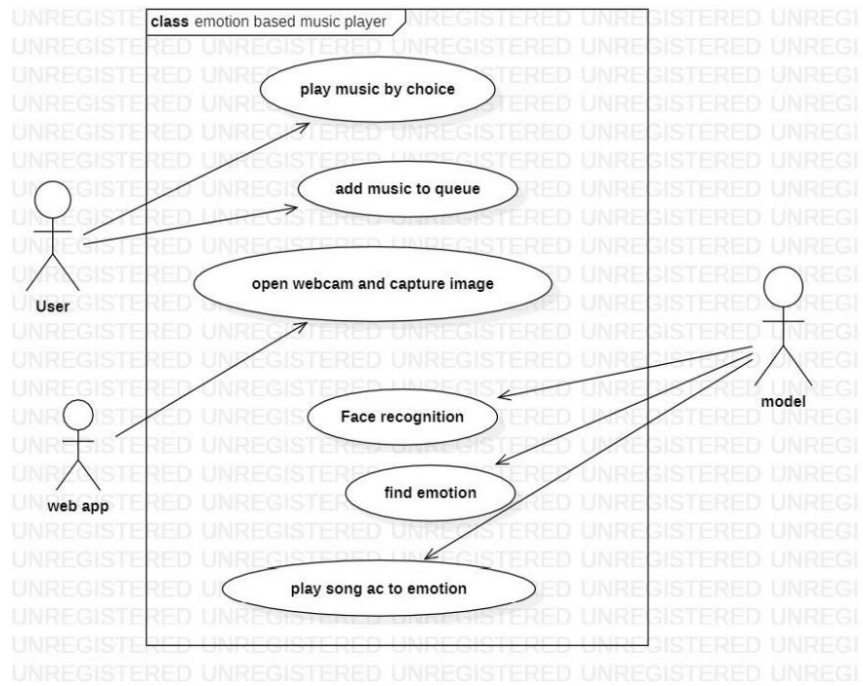 class emotion based music player
play music by choice
add music to queue
open webcam and capture image
User
Face recognition
model
web app
find emotion
play song ac to emotion
UNREGISTERED UNREGISTERED UNREGISTERED UNREGISTERED UNREGI